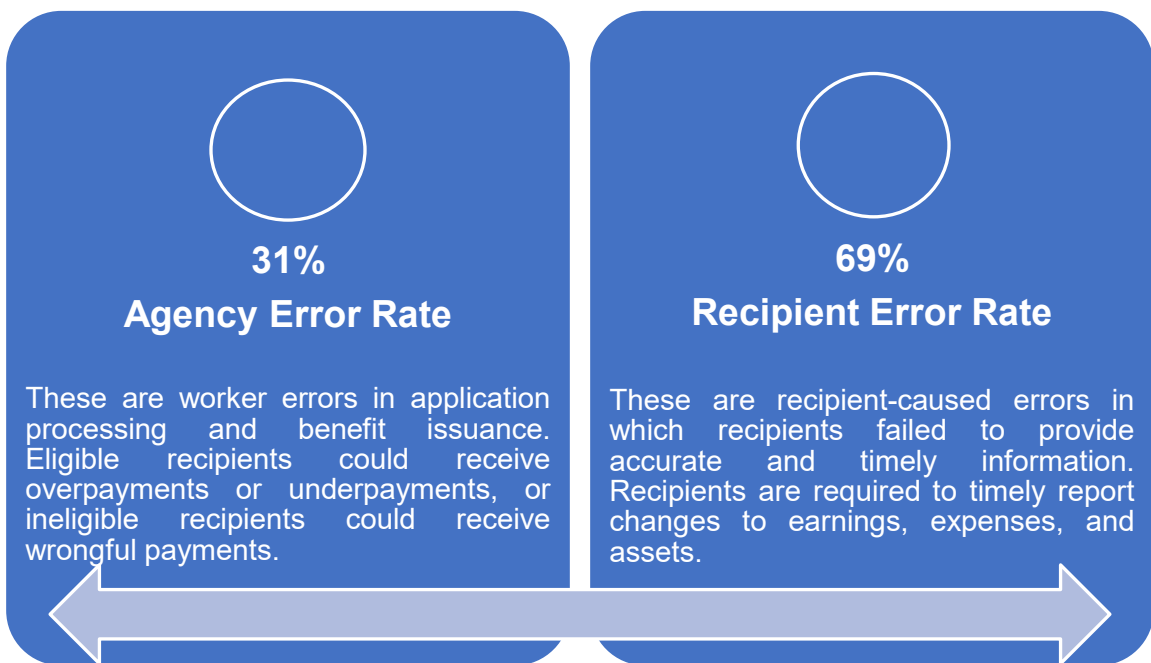 31%
Agency Error Rate
These are worker errors in application
processing and benefit issuance.
Eligible recipients could receive
overpayments or underpayments, or
ineligible recipients could receive
wrongful payments.
69%
Recipient Error Rate
These are recipient-caused errors in
which recipients failed to provide
accurate and timely information.
Recipients are required to timely report
changes to earnings, expenses, and
assets.